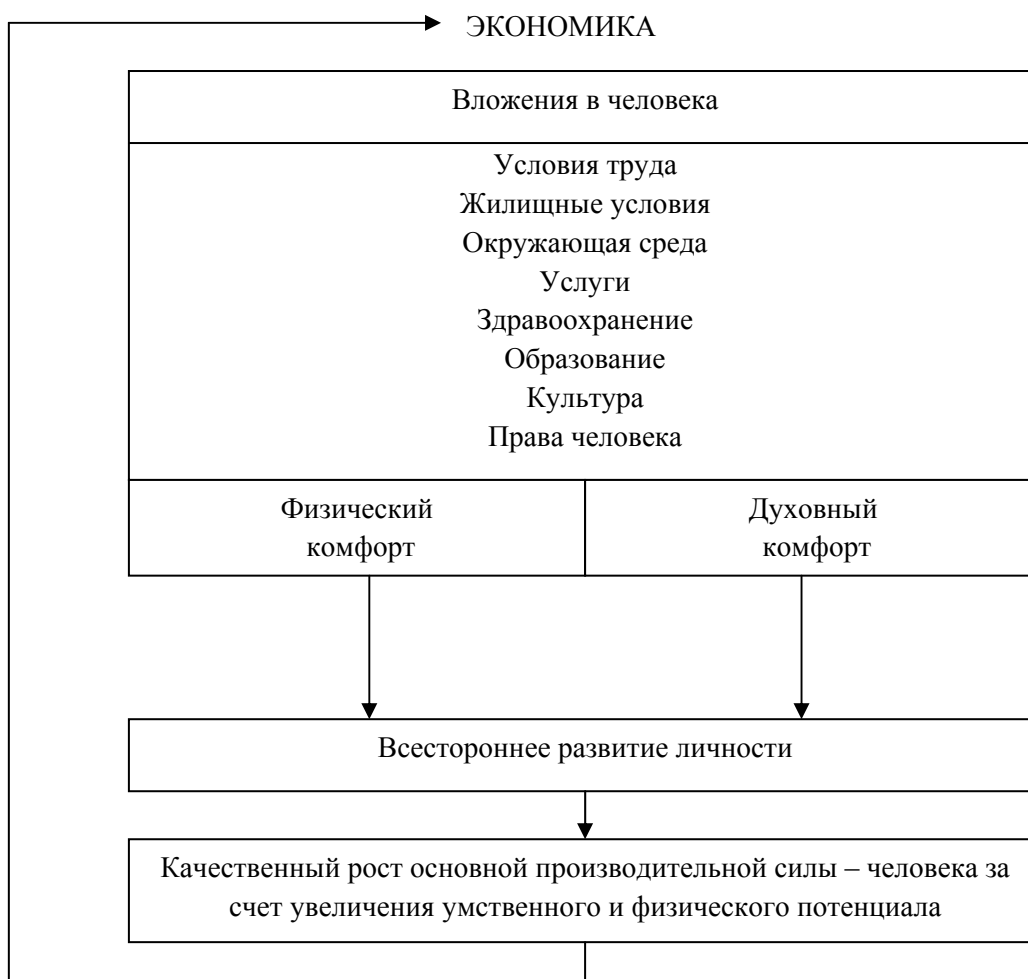 ЭКОНОМИКА
Вложения в человека
Условия труда
Жилищные условия
Окружающая среда
Услуги
Здравоохранение
Образование
Культура
Права человека
Физический
комфорт
Духовный
комфорт
Всестороннее развитие личности
Качественный рост основной производительной силы – человека за
счет увеличения умственного и физического потенциала